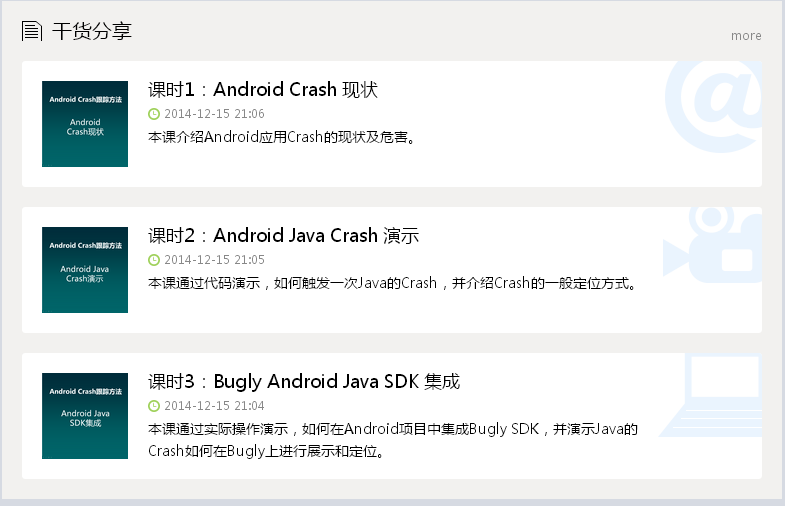 干货分享
more
Android Crash跟踪方法
Android
Crash现状
课时1：Android Crash 现状
2014-12-15 21:06
本课介绍Android应用Crash的现状及危害。
Android Crash跟踪方法
Android Java
Crash演示
课时2：Android Java Crash 演示
2014-12-15 21:05
本课通过代码演示，如何触发一次Java的Crash，并介绍Crash的一般定位方式。
Android Crash跟踪方法
Android Java
SDK集成
课时3：Bugly Android Java SDK 集成
2014-12-15 21:04
本课通过实际操作演示，如何在Android项目中集成Bugly SDK，并演示Java的
Crash如何在Bugly上进行展示和定位。